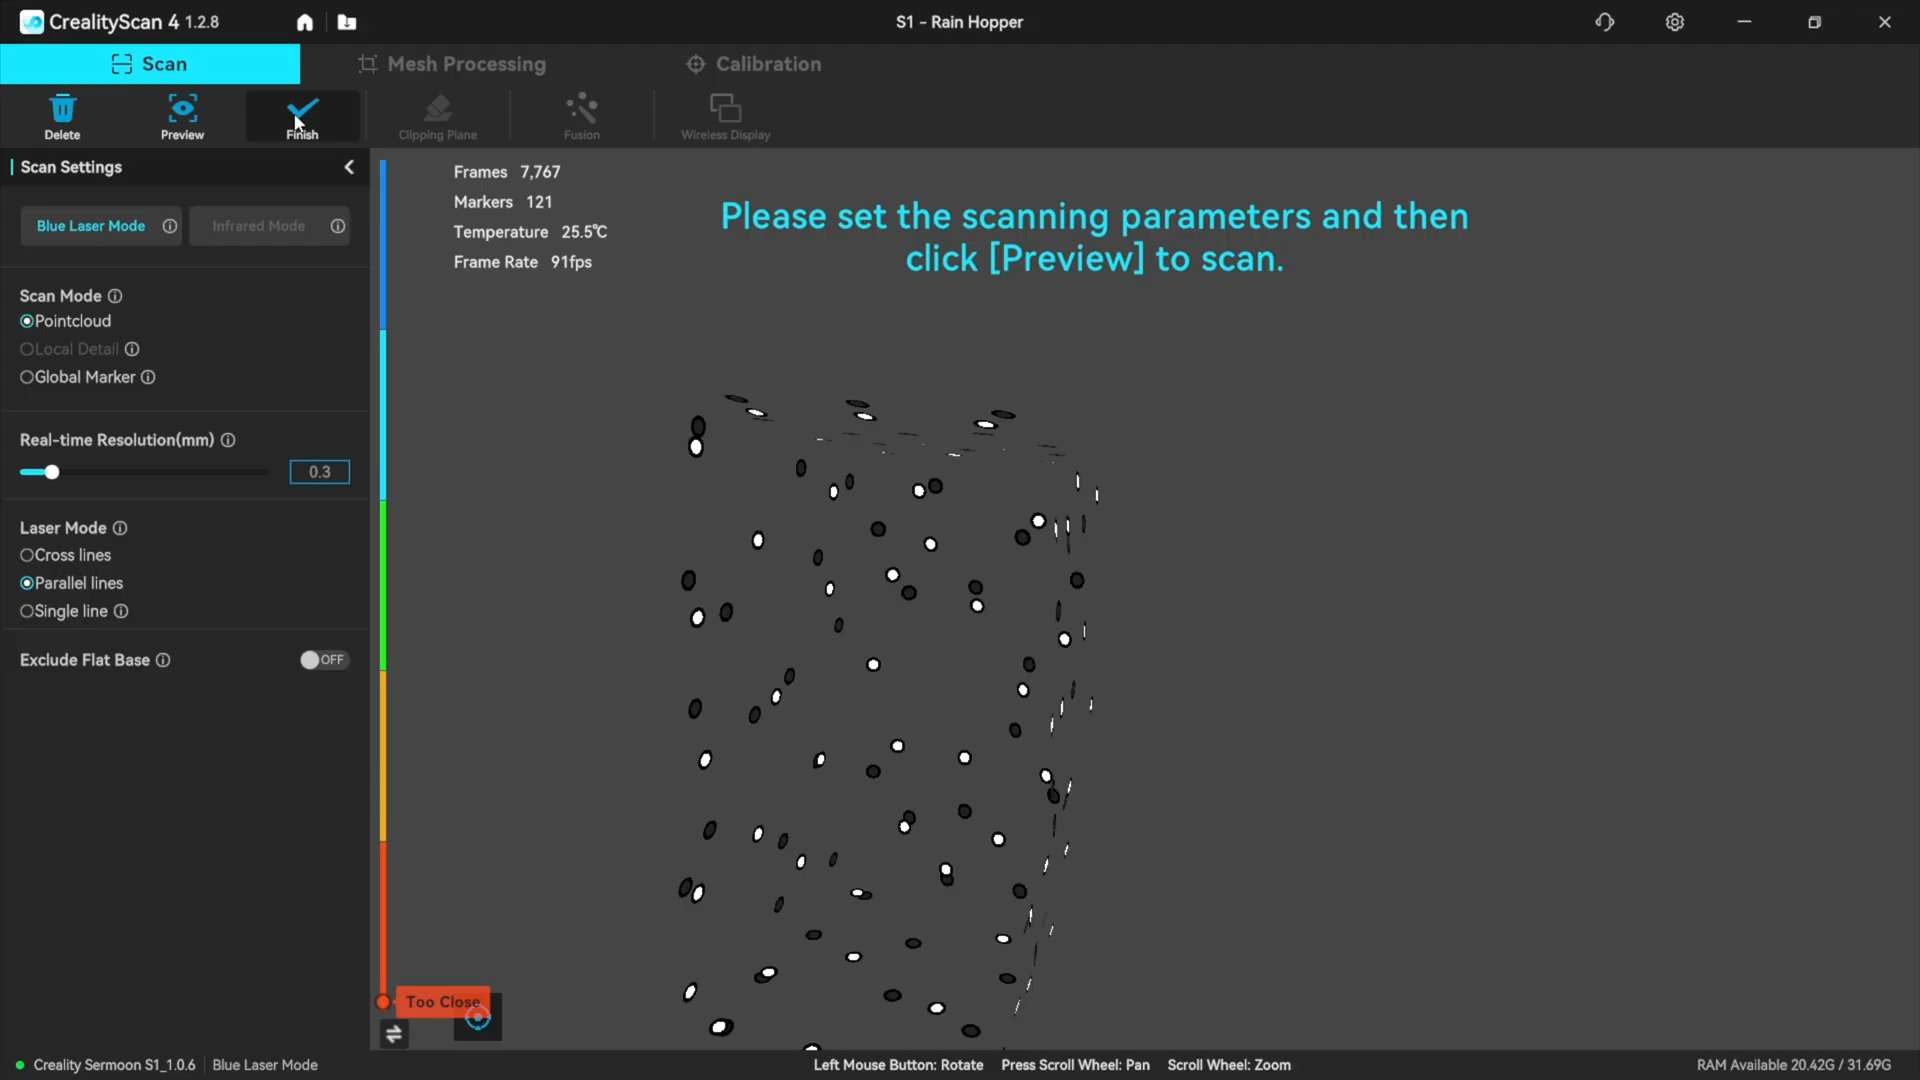 CrealityScan 4 1.2.8
S1 - Rain Hopper
Scan
Mesh Processing
Calibration
Delete
Preview
Finish
Clipping Plane
Fusion
Wireless Display
Scan Settings
Blue Laser Mode
Infrared Mode
Scan Mode
Pointcloud
Local Detail
Global Marker
Real-time Resolution(mm)
0.3
Laser Mode
Cross lines
Parallel lines
Single line
Exclude Flat Base
OFF
Frames 7,767
Markers 121
Temperature 25.5℃
Frame Rate 91fps
Please set the scanning parameters and then
click [Preview] to scan.
Too Close
Creality Sermoon S1_1.0.6
Blue Laser Mode
Left Mouse Button: Rotate Press Scroll Wheel: Pan Scroll Wheel: Zoom
RAM Available 20.42G / 31.69G